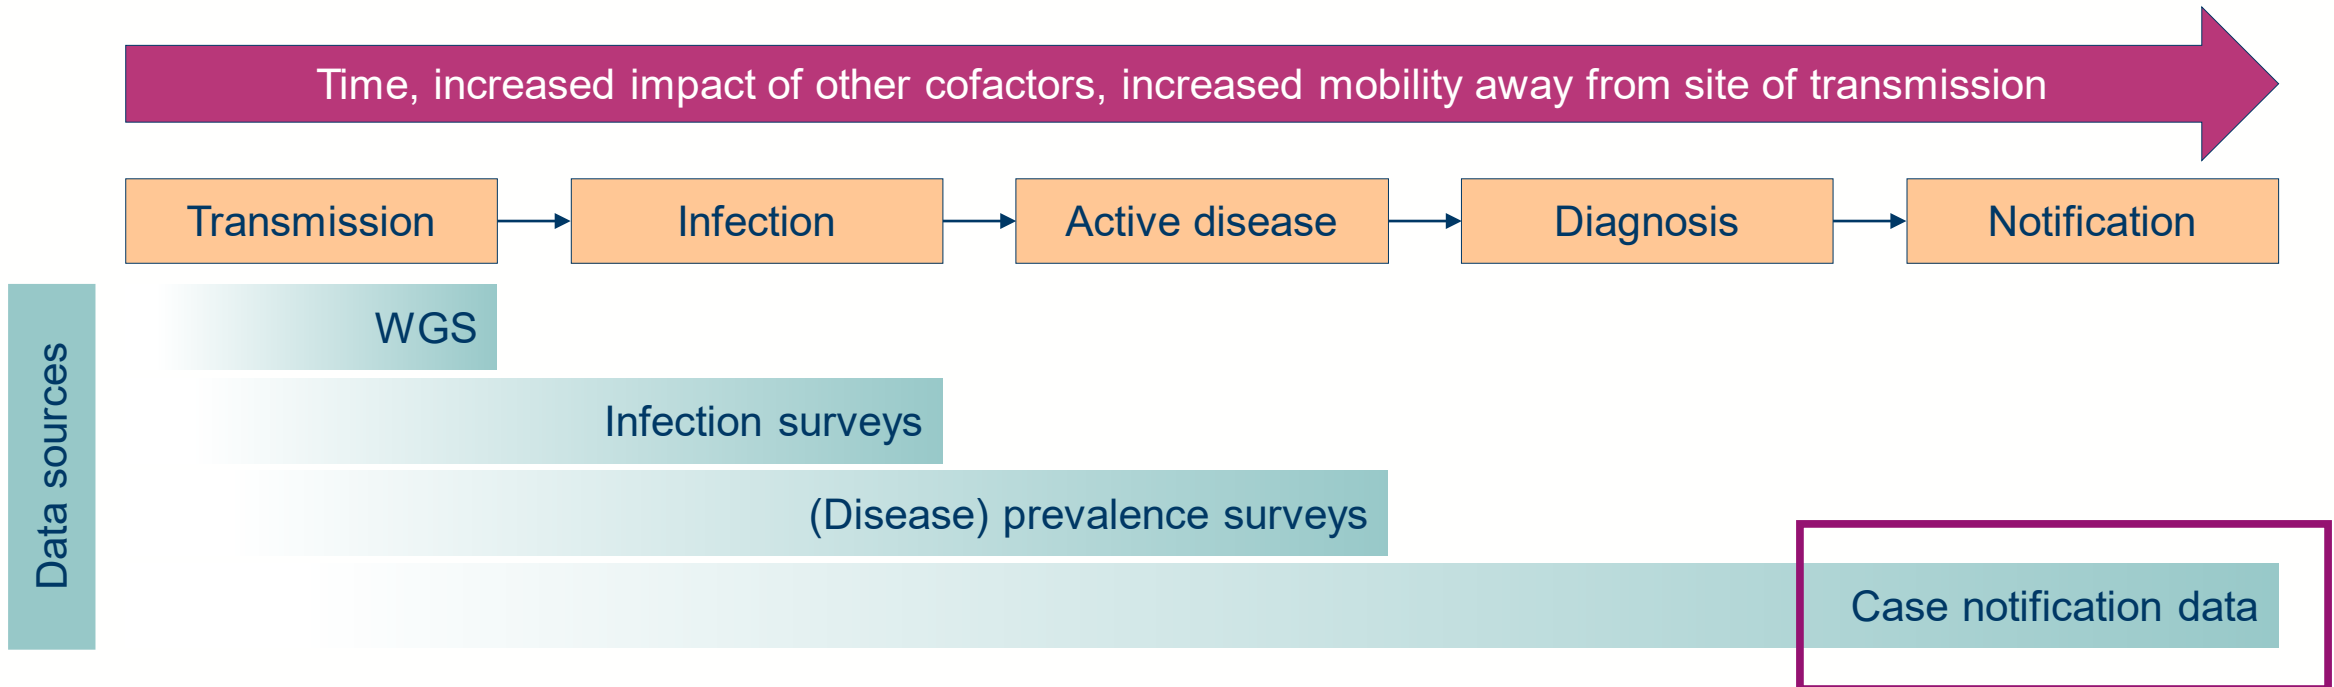 Time, increased impact of other cofactors, increased mobility away from site of transmission
Transmission
Infection
Active disease
Diagnosis
Notification
Data sources
WGS
Infection surveys
(Disease) prevalence surveys
Case notification data